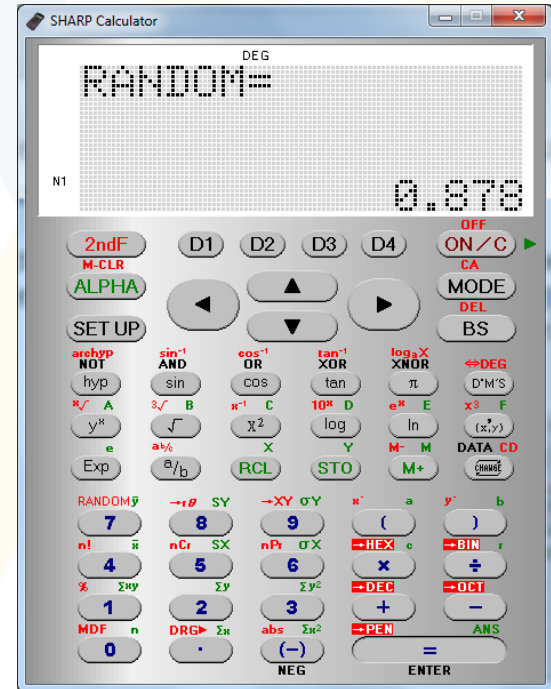 SHARP Calculator
DEG
RANDOM=
N1
0.878
OFF
2ndF D1 D2 D3 D4 ON/C
M-CLR CA
ALPHA MODE
DEL
SET UP BS
archyp sin⁻¹ cos⁻¹ tan⁻¹ logₐX
NOT AND OR XOR XNOR ⇔DEG
hyp sin cos tan π D°M'S
ˣ√ A ³√ B x⁻¹ C 10ˣ D eˣ E x³ F
yˣ √ X² log ln (x,y)
e a b/c X Y M- M DATA CD
Exp a/b RCL STO M+ CHANGE
RANDOM ȳ →rθ SY →XY σY x' a y' b
7 8 9 ( )
n! x̄ nCr SX nPr σX →HEX c →BIN r
4 5 6 × ÷
% Σxy Σy Σy² →DEC →OCT
1 2 3 + −
MDF n DRG► Σx abs Σx² →PEN ANS
0 · (−) =
NEG ENTER